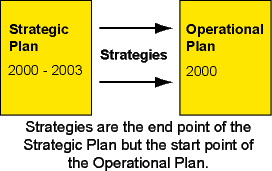 Strategic
Plan
2000 - 2003
Strategies
Operational
Plan
2000
Strategies are the end point of the
Strategic Plan but the start point of
the Operational Plan.